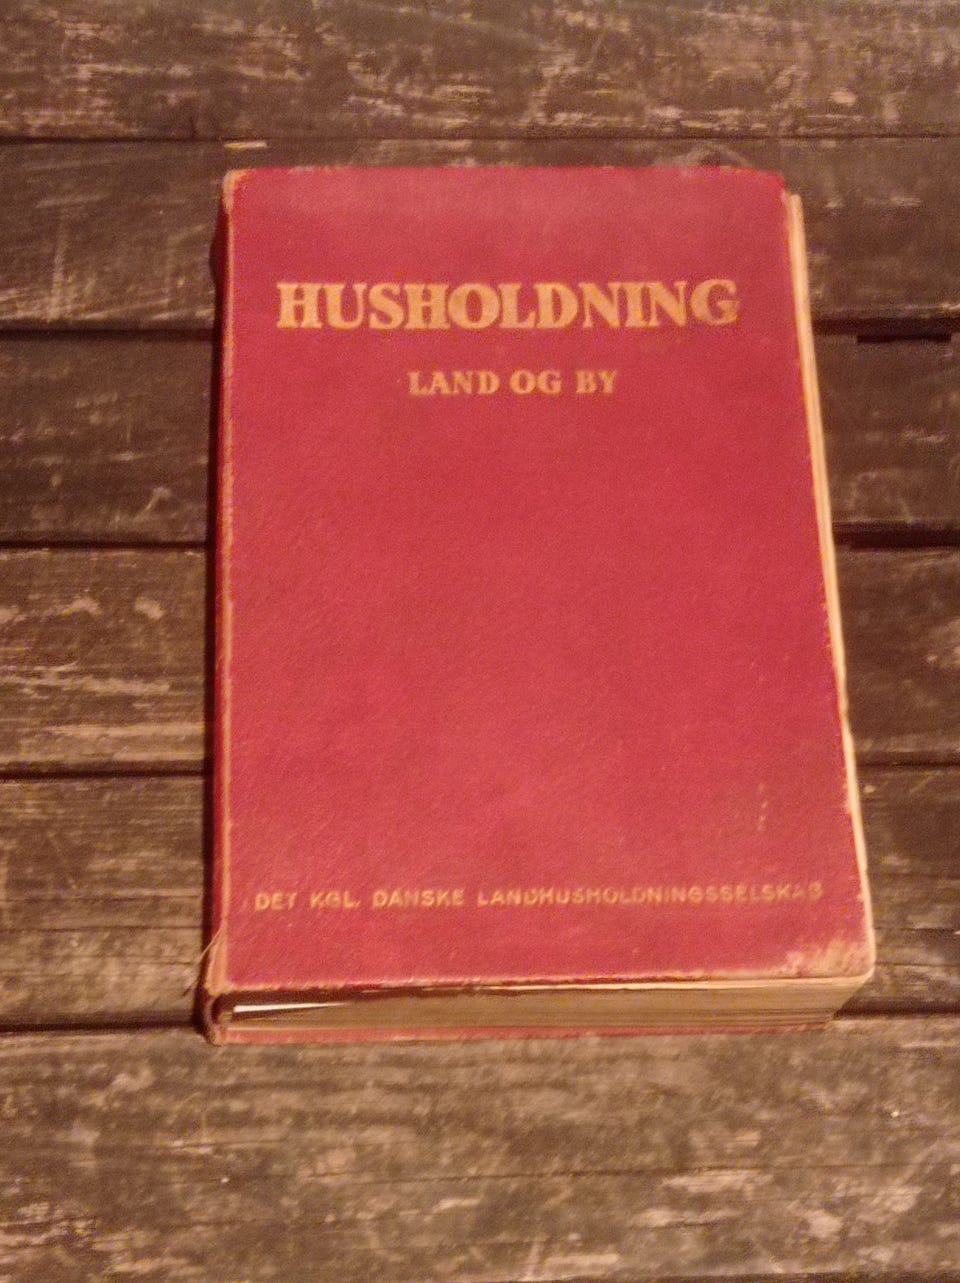 HUSHOLDNING
LAND OG BY
DET KGL. DANSKE LANDHUSHOLDNINGSSELSKAB